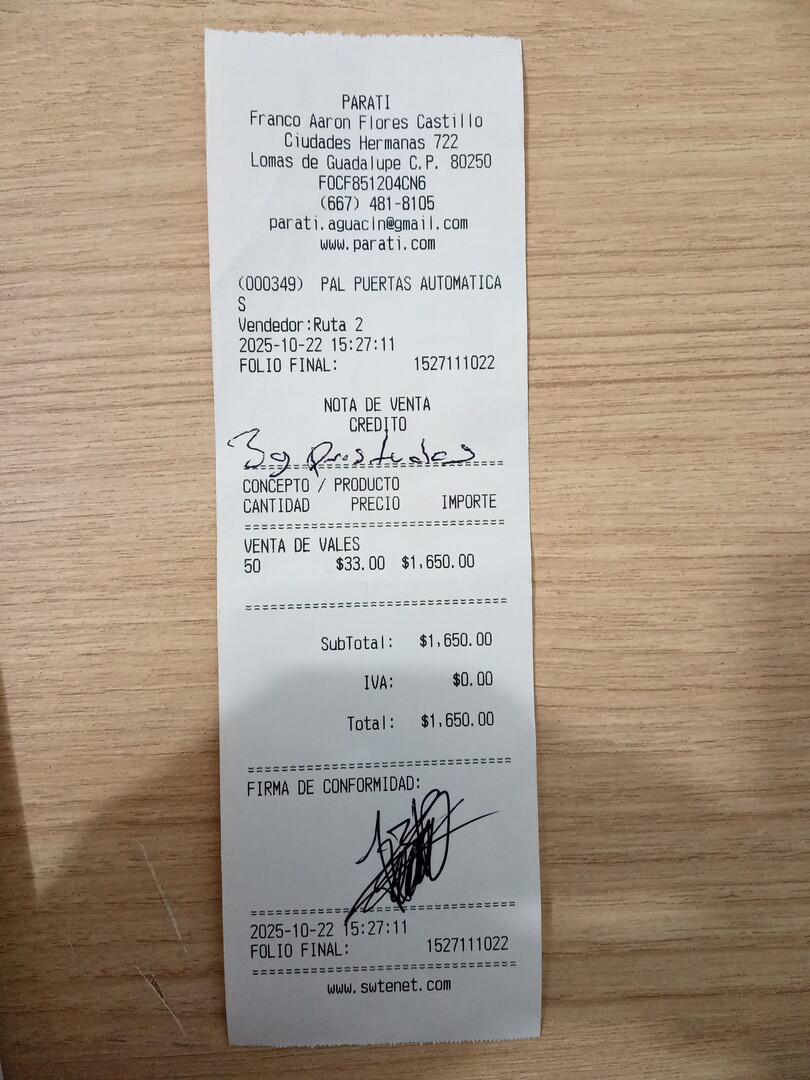 PARATI
Franco Aaron Flores Castillo
Ciudades Hermanas 722
Lomas de Guadalupe C.P. 80250
FOCF851204CN6
(667) 481-8105
parati.aguacln@gmail.com
www.parati.com
(000349) PAL PUERTAS AUTOMATICA
S
Vendedor:Ruta 2
2025-10-22 15:27:11
FOLIO FINAL: 1527111022
NOTA DE VENTA
CREDITO
CONCEPTO / PRODUCTO
CANTIDAD PRECIO IMPORTE
VENTA DE VALES
50 $33.00 $1,650.00
SubTotal: $1,650.00
IVA: $0.00
Total: $1,650.00
FIRMA DE CONFORMIDAD:
2025-10-22 15:27:11
FOLIO FINAL: 1527111022
www.swtenet.com